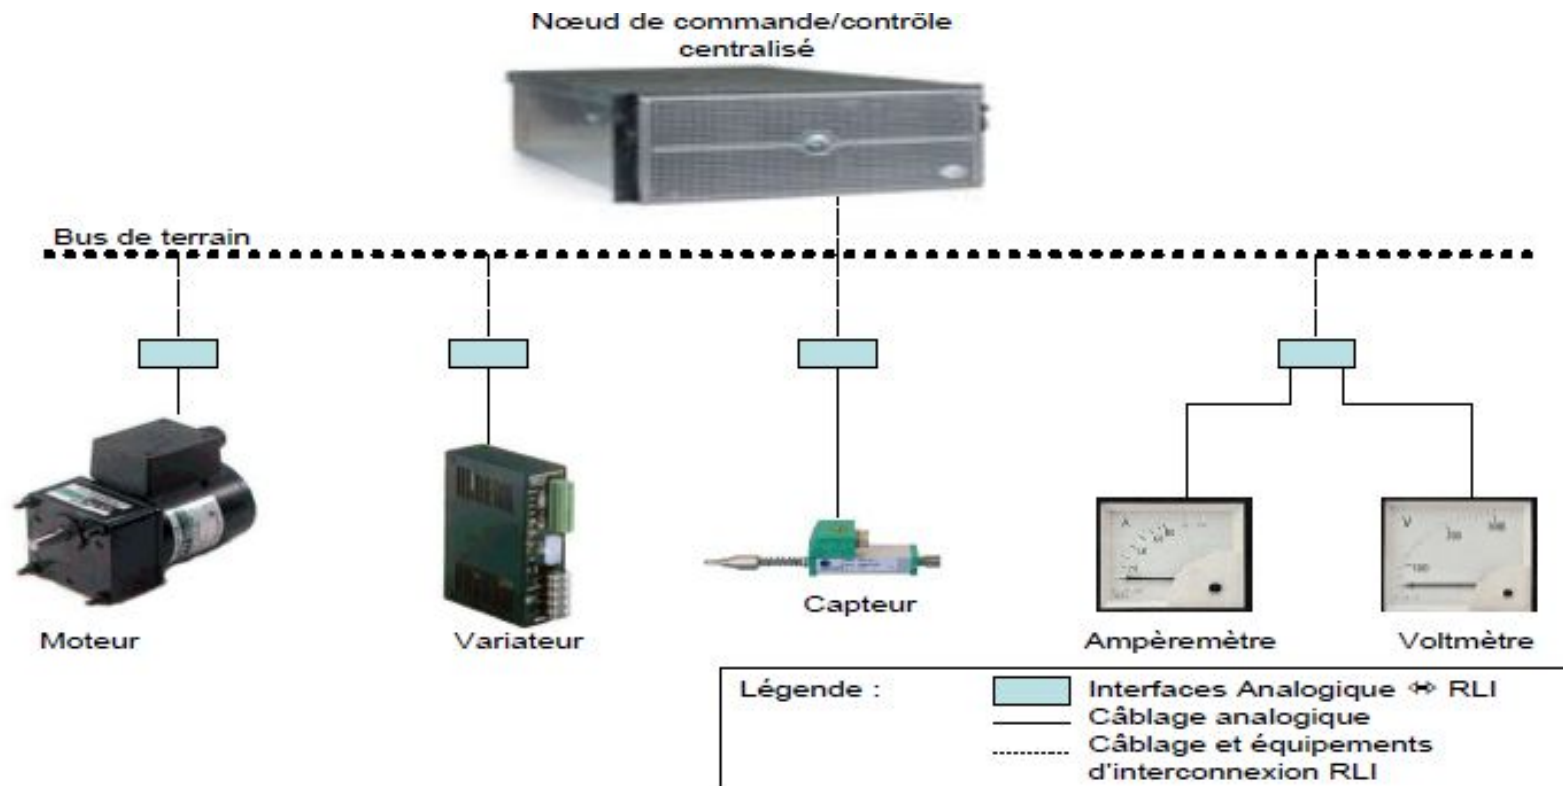 Nœud de commande/contrôle
centralisé
Bus de terrain
Moteur
Variateur
Capteur
A
V
100
Ampèremètre
Voltmètre
Légende :
Interfaces Analogique ⇔ RLI
Câblage analogique
Câblage et équipements
d'interconnexion RLI